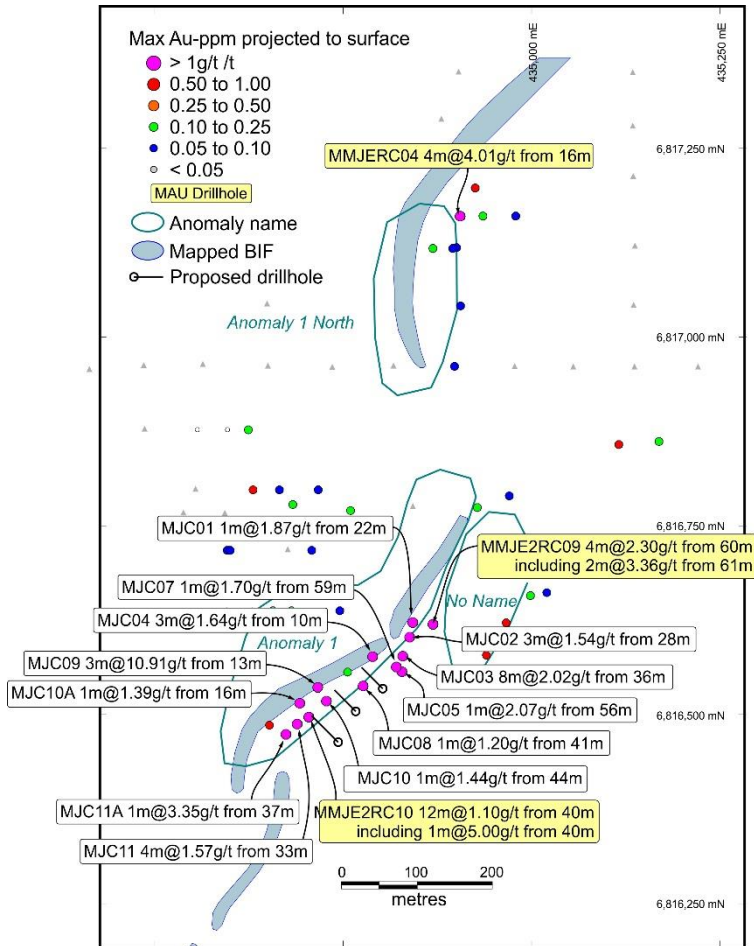 435,000 mE
435,250 mE
Max Au-ppm projected to surface
> 1g/t /t
0.50 to 1.00
0.25 to 0.50
0.10 to 0.25
0.05 to 0.10
< 0.05
MAU Drillhole
Anomaly name
Mapped BIF
Proposed drillhole
MMJERC04 4m@4.01g/t from 16m
6,817,250 mN
Anomaly 1 North
6,817,000 mN
6,816,750 mN
MJC01 1m@1.87g/t from 22m
MMJE2RC09 4m@2.30g/t from 60m
including 2m@3.36g/t from 61m
MJC07 1m@1.70g/t from 59m
No Name
MJC04 3m@1.64g/t from 10m
Anomaly 1
MJC02 3m@1.54g/t from 28m
MJC09 3m@10.91g/t from 13m
MJC03 8m@2.02g/t from 36m
MJC10A 1m@1.39g/t from 16m
MJC05 1m@2.07g/t from 56m
6,816,500 mN
MJC08 1m@1.20g/t from 41m
MJC10 1m@1.44g/t from 44m
MJC11A 1m@3.35g/t from 37m
MMJE2RC10 12m@1.10g/t from 40m
including 1m@5.00g/t from 40m
MJC11 4m@1.57g/t from 33m
0 100 200
metres
6,816,250 mN